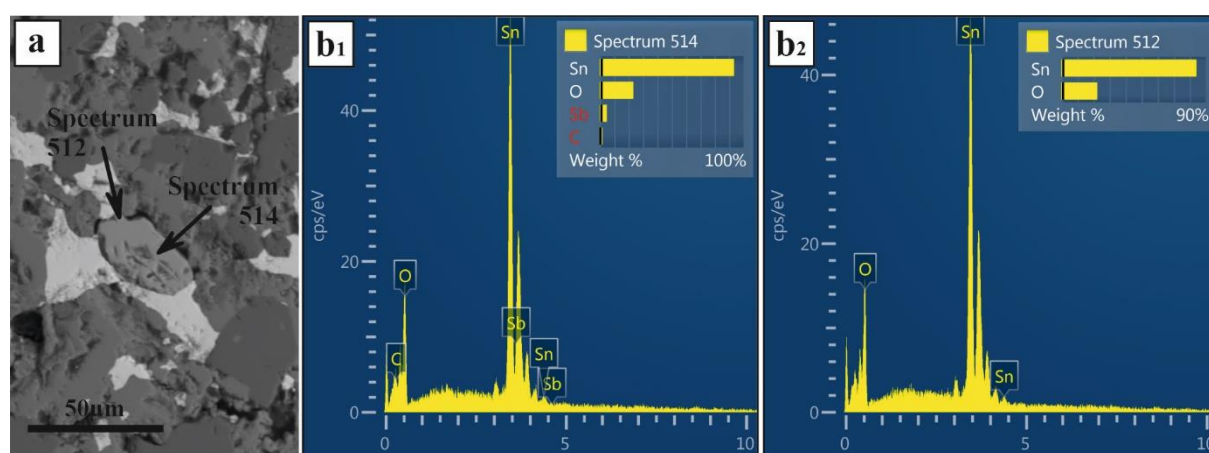 a
Spectrum
512
Spectrum
514
50µm
b1
Sn
Spectrum 514
Sn
O
Sb
C
Weight % 100%
40
cps/eV
20
O
Sb
C
Sn
Sb
0
0 5 10
b2
Sn
Spectrum 512
Sn
O
Weight % 90%
40
cps/eV
20
O
Sn
0
0 5 10